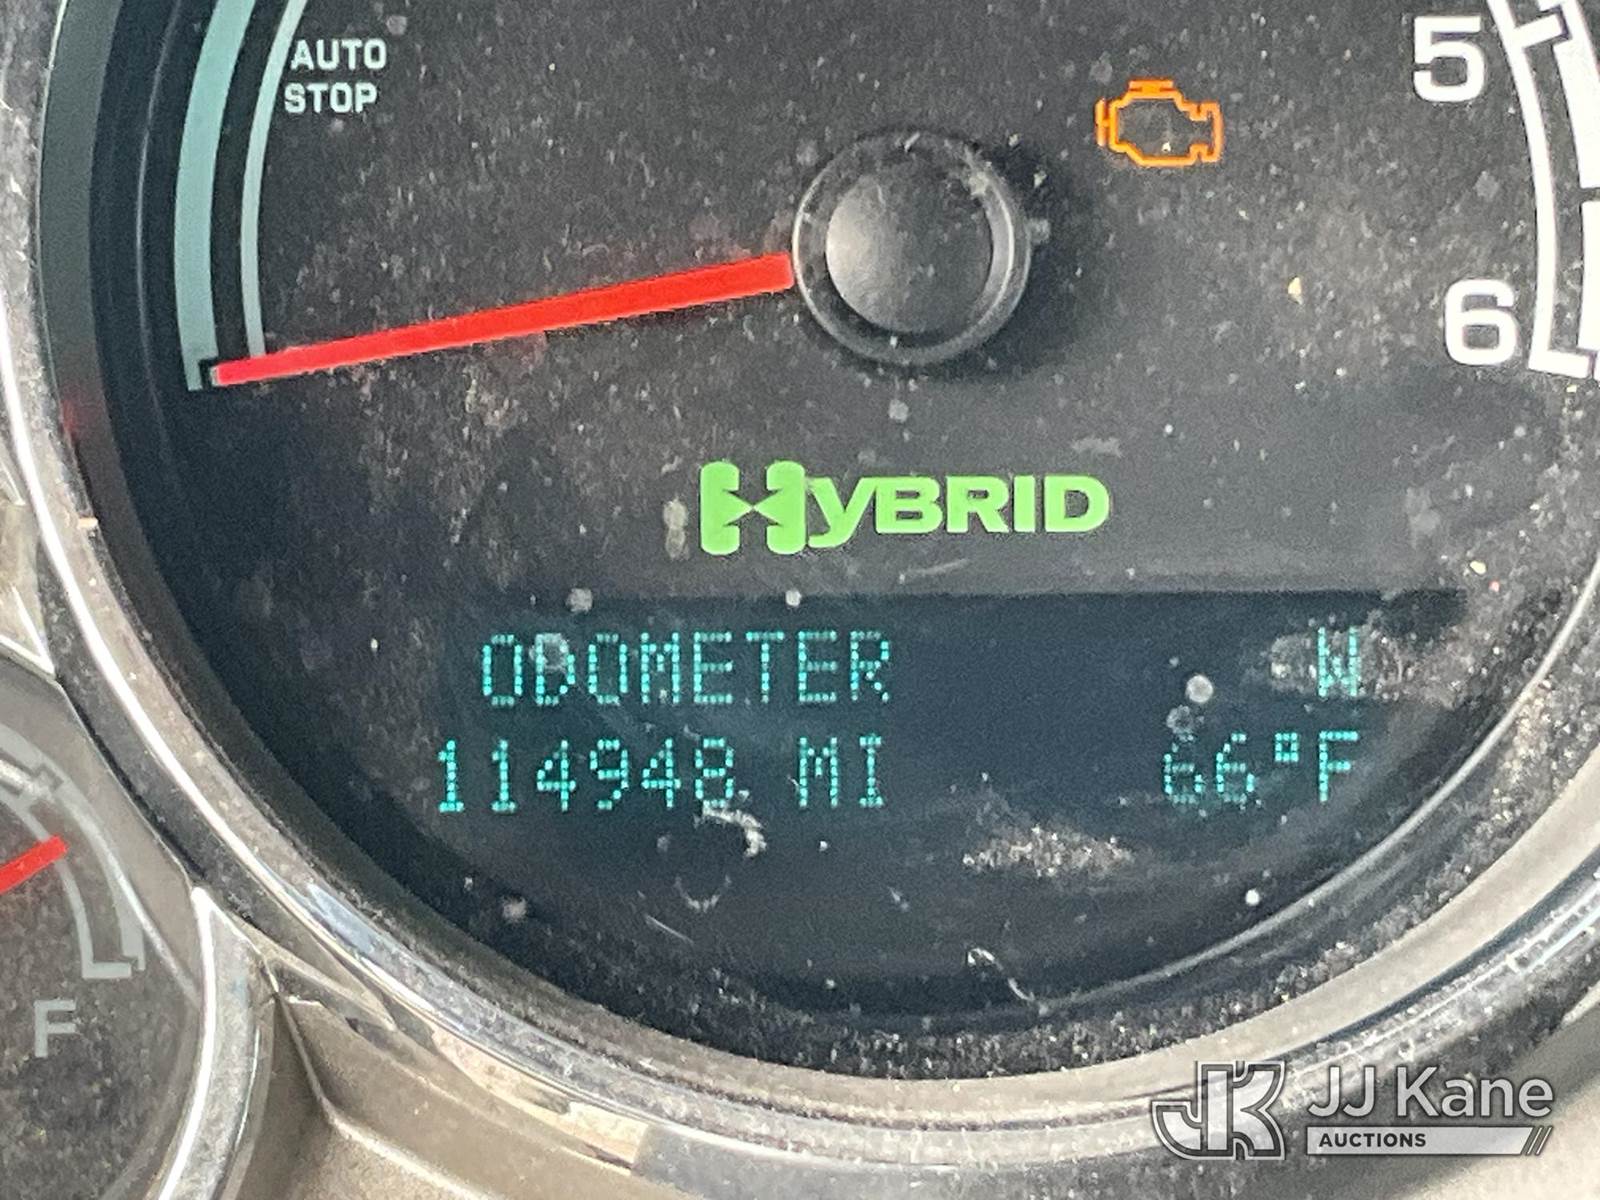 AUTO
STOP
5
6
HYBRID
ODOMETER W
114948 MI 66°F
F
JJ Kane
AUCTIONS